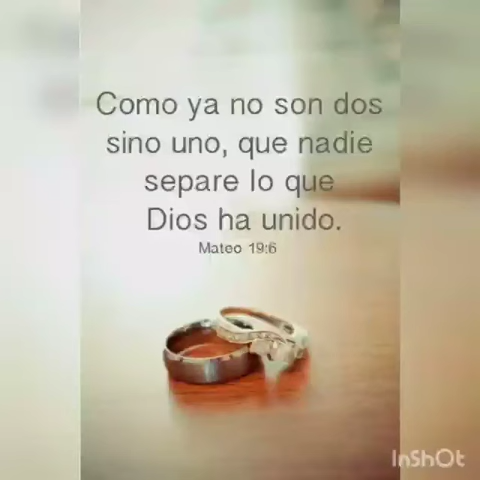 Como ya no son dos
sino uno, que nadie
separe lo que
Dios ha unido.
Mateo 19:6
InShOt